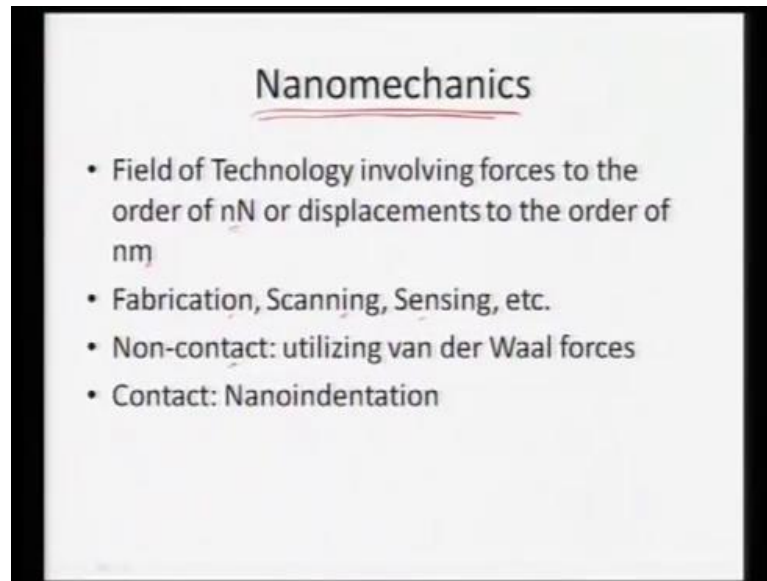 Nanomechanics
• Field of Technology involving forces to the
order of nN or displacements to the order of
nm
• Fabrication, Scanning, Sensing, etc.
• Non-contact: utilizing van der Waal forces
• Contact: Nanoindentation